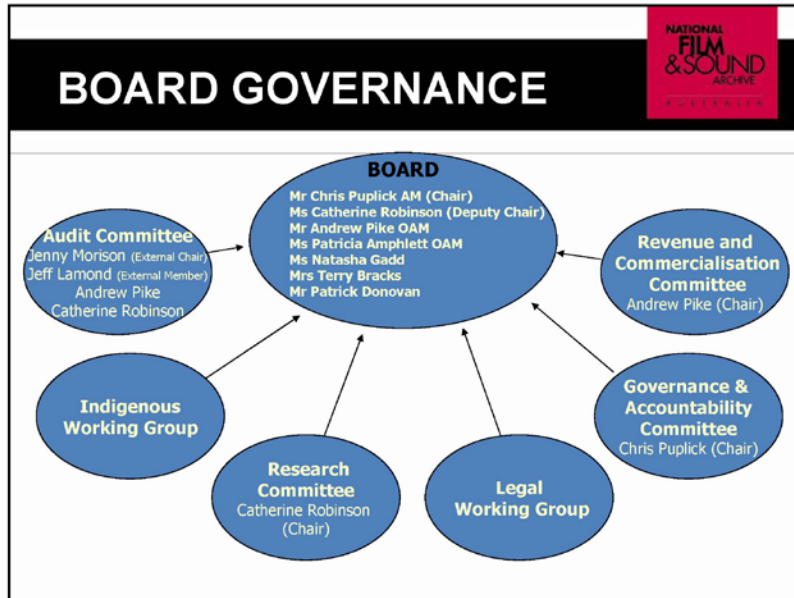 NATIONAL
FILM
&SOUND
ARCHIVE
AUSTRALIA
BOARD GOVERNANCE
BOARD
Mr Chris Puplick AM (Chair)
Ms Catherine Robinson (Deputy Chair)
Mr Andrew Pike OAM
Ms Patricia Amphlett OAM
Ms Natasha Gadd
Mrs Terry Bracks
Mr Patrick Donovan
Audit Committee
Jenny Morison (External Chair)
Jeff Lamond (External Member)
Andrew Pike
Catherine Robinson
Revenue and
Commercialisation
Committee
Andrew Pike (Chair)
Indigenous
Working Group
Governance &
Accountability
Committee
Chris Puplick (Chair)
Research
Committee
Catherine Robinson
(Chair)
Legal
Working Group